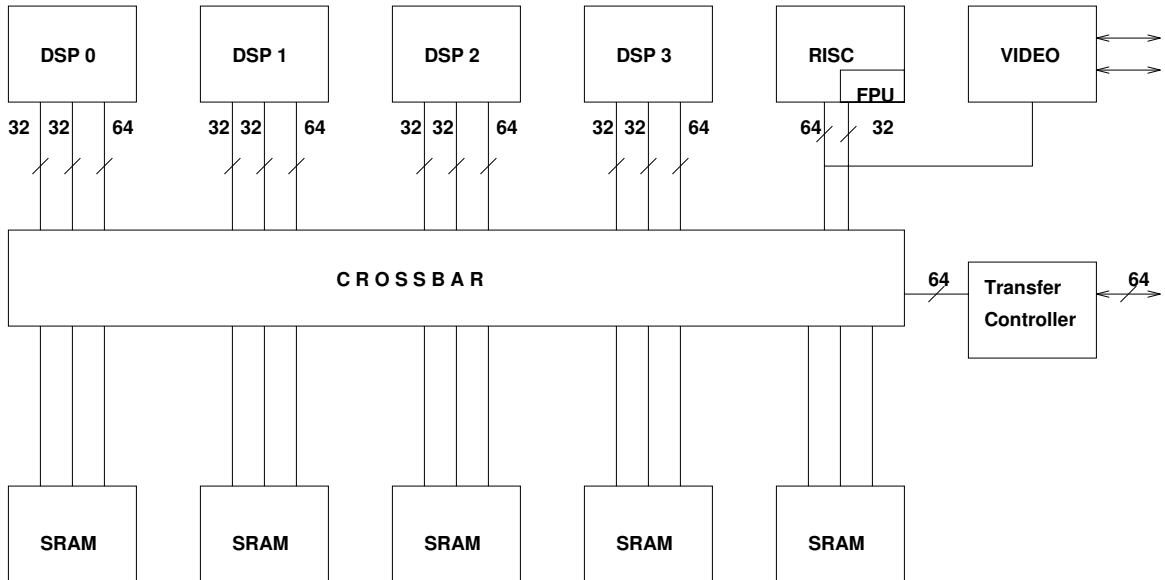 DSP 0
DSP 1
DSP 2
DSP 3
RISC
VIDEO
FPU
32 32 64
32 32 64
32 32 64
32 32 64
64 32
C R O S S B A R
64
Transfer
Controller
64
SRAM
SRAM
SRAM
SRAM
SRAM